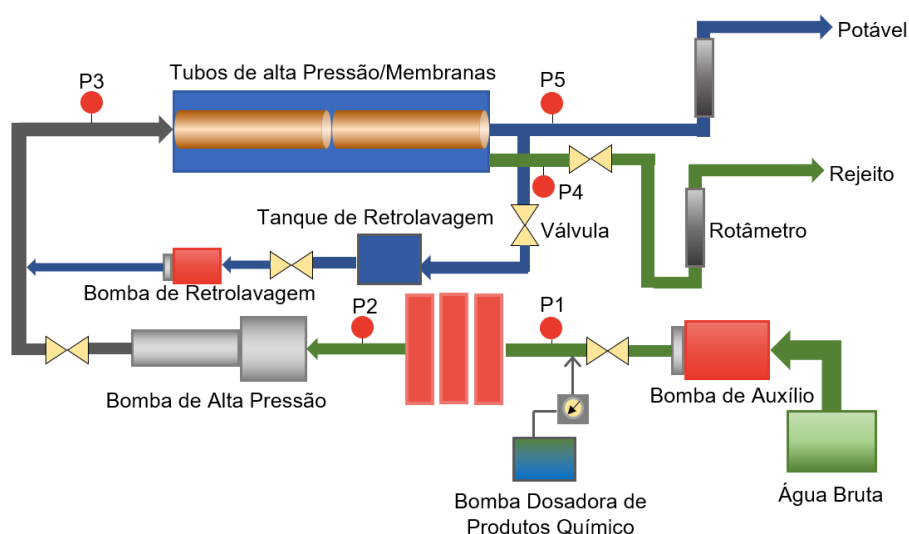 Potável
Tubos de alta Pressão/Membranas
P3
P5
P4
Rejeito
Tanque de Retrolavagem
Válvula
Rotâmetro
Bomba de Retrolavagem
P2
P1
Bomba de Alta Pressão
Bomba de Auxílio
Bomba Dosadora de
Produtos Químico
Água Bruta